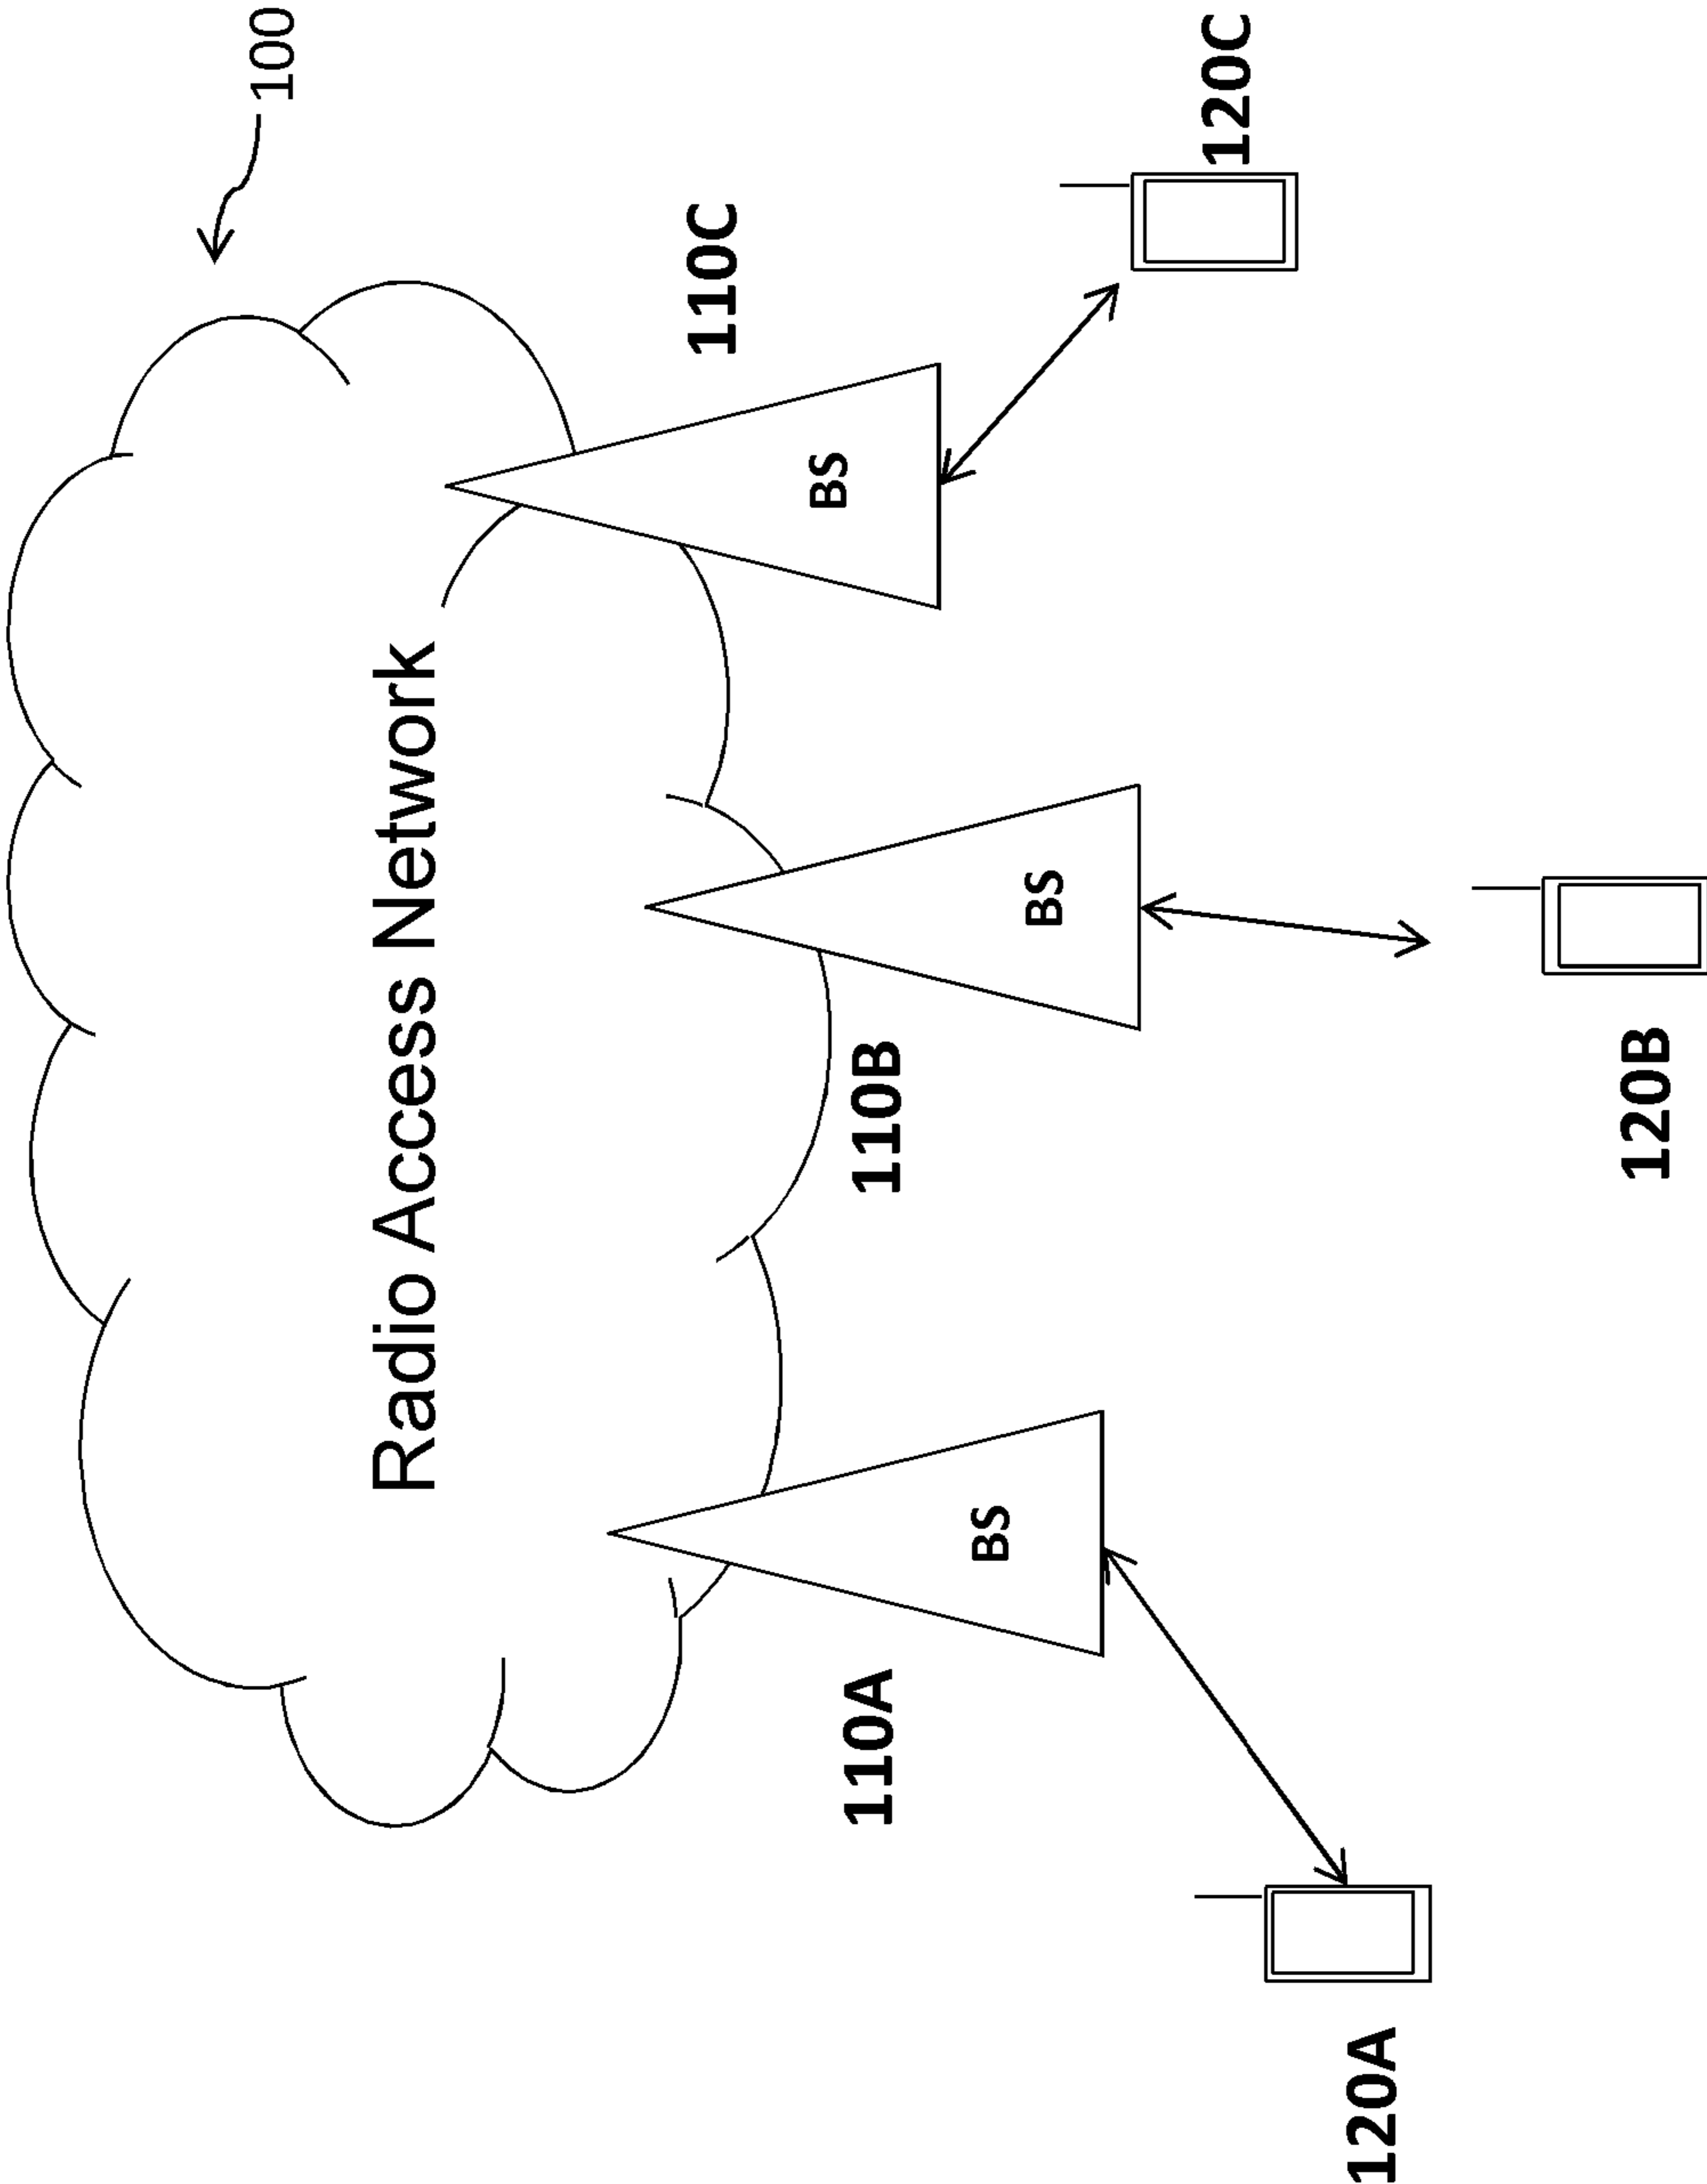 100
Radio Access Network
110C
BS
120C
110B
BS
120B
110A
BS
120A